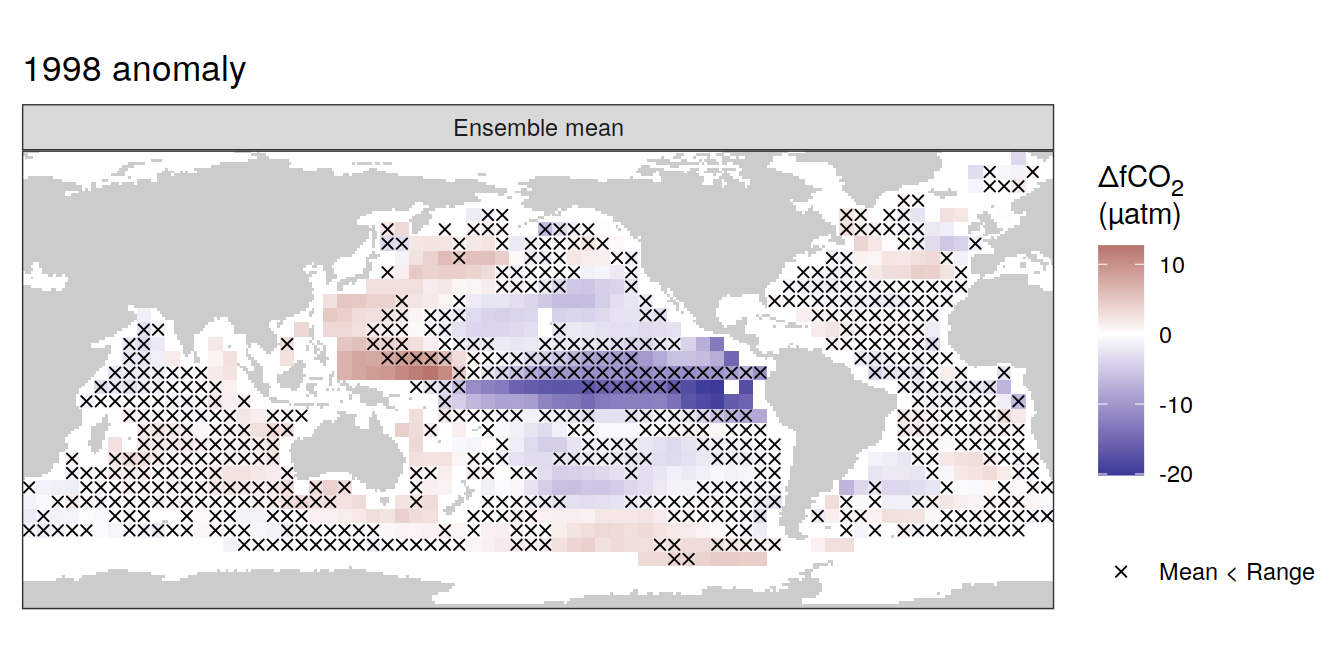 1998 anomaly
Ensemble mean
ΔfCO₂
(µatm)
10
0
-10
-20
× Mean < Range